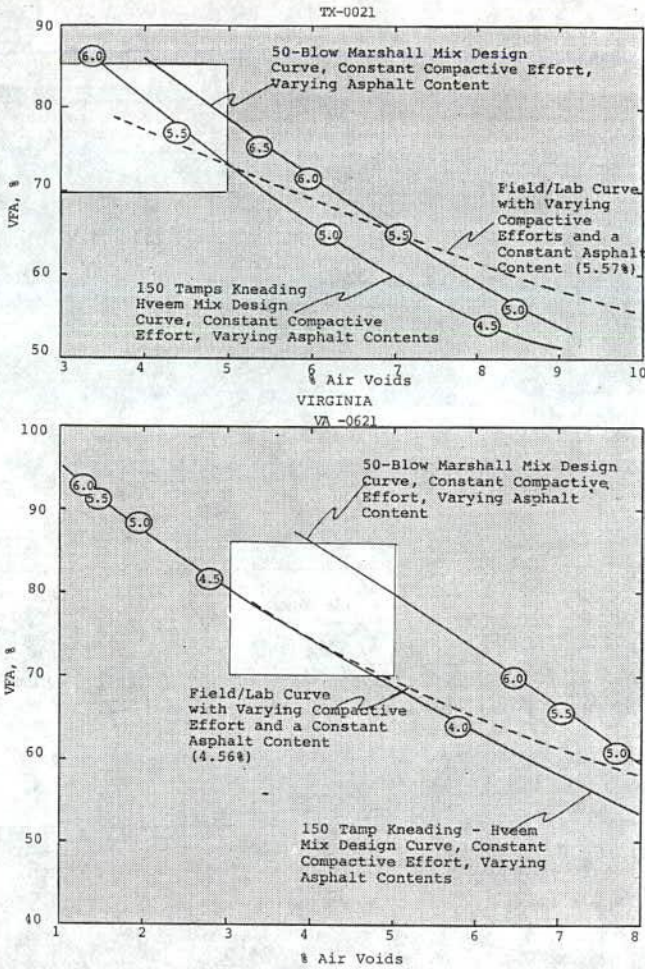 TX-0021
90
80
70
60
50
VFA, %
50-Blow Marshall Mix Design
Curve, Constant Compactive Effort,
Varying Asphalt Content
6.0
5.5
6.5
6.0
5.0
5.5
5.0
4.5
Field/Lab Curve
with Varying
Compactive
Efforts and a
Constant Asphalt
Content (5.57%)
150 Tamps Kneading
Hveem Mix Design
Curve, Constant Compactive
Effort, Varying Asphalt Contents
3 4 5 6 7 8 9 10
% Air Voids
VIRGINIA
VA -0621
100
90
80
70
60
50
40
VFA, %
50-Blow Marshall Mix Design
Curve, Constant Compactive
Effort, Varying Asphalt
Content
6.0
5.5
5.0
4.5
6.0
5.5
5.0
4.0
Field/Lab Curve
with Varying Compactive
Effort and a Constant
Asphalt Content
(4.56%)
150 Tamp Kneading - Hveem
Mix Design Curve, Constant
Compactive Effort, Varying
Asphalt Contents
1 2 3 4 5 6 7 8
% Air Voids